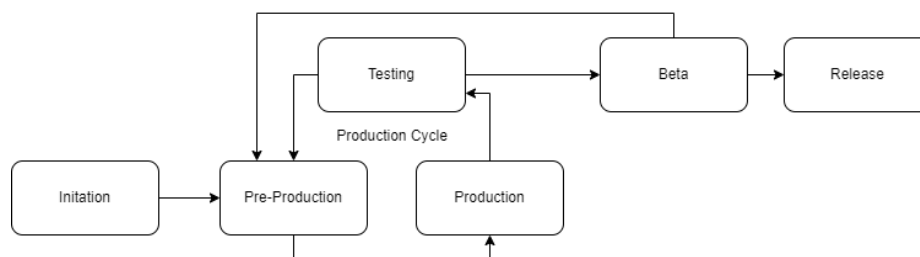 Testing
Beta
Release
Production Cycle
Initation
Pre-Production
Production